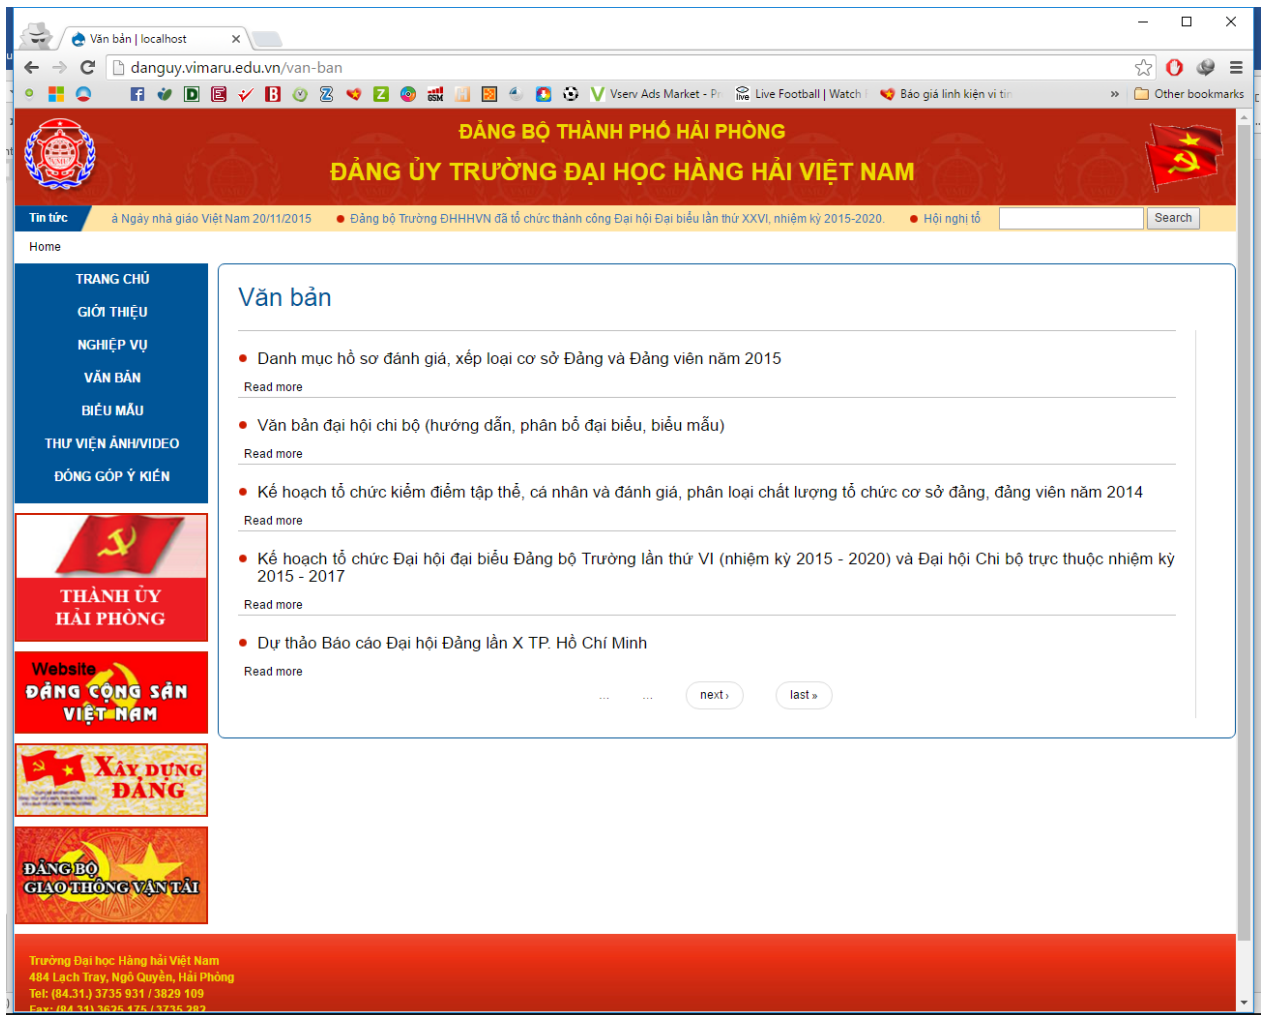 Văn bản | localhost
danguy.vimaru.edu.vn/van-ban
Vserv Ads Market - Pr
Live Football | Watch
Báo giá linh kiện vi tín
» Other bookmarks
ĐẢNG BỘ THÀNH PHỐ HẢI PHÒNG
ĐẢNG ỦY TRƯỜNG ĐẠI HỌC HÀNG HẢI VIỆT NAM
Tin tức
á Ngày nhà giáo Việt Nam 20/11/2015
Đảng bộ Trường ĐHHHVN đã tổ chức thành công Đại hội Đại biểu lần thứ XXVI, nhiệm kỳ 2015-2020.
Hội nghị tổ
Search
Home
TRANG CHỦ
GIỚI THIỆU
NGHIỆP VỤ
VĂN BẢN
BIỂU MẪU
THƯ VIỆN ẢNH/VIDEO
ĐÓNG GÓP Ý KIẾN
THÀNH ỦY
HẢI PHÒNG
Website
ĐẢNG CỘNG SẢN
VIỆT NAM
XÂY DỰNG
ĐẢNG
ĐẢNG BỘ
GIAO THÔNG VẬN TẢI
Văn bản
Danh mục hồ sơ đánh giá, xếp loại cơ sở Đảng và Đảng viên năm 2015
Read more
Văn bản đại hội chi bộ (hướng dẫn, phân bổ đại biểu, biểu mẫu)
Read more
Kế hoạch tổ chức kiểm điểm tập thể, cá nhân và đánh giá, phân loại chất lượng tổ chức cơ sở đảng, đảng viên năm 2014
Read more
Kế hoạch tổ chức Đại hội đại biểu Đảng bộ Trường lần thứ VI (nhiệm kỳ 2015 - 2020) và Đại hội Chi bộ trực thuộc nhiệm kỳ
2015 - 2017
Read more
Dự thảo Báo cáo Đại hội Đảng lần X TP. Hồ Chí Minh
Read more
... ... next › last »
Trường Đại học Hàng hải Việt Nam
484 Lạch Tray, Ngô Quyền, Hải Phòng
Tel: (84.31.) 3735 931 / 3829 109
Fax: (84.31) 3625 175 / 3735 282